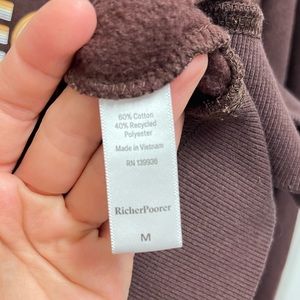 60% Cotton
40% Recycled
Polyester
Made in Vietnam
RN 139936
RicherPoorer
M